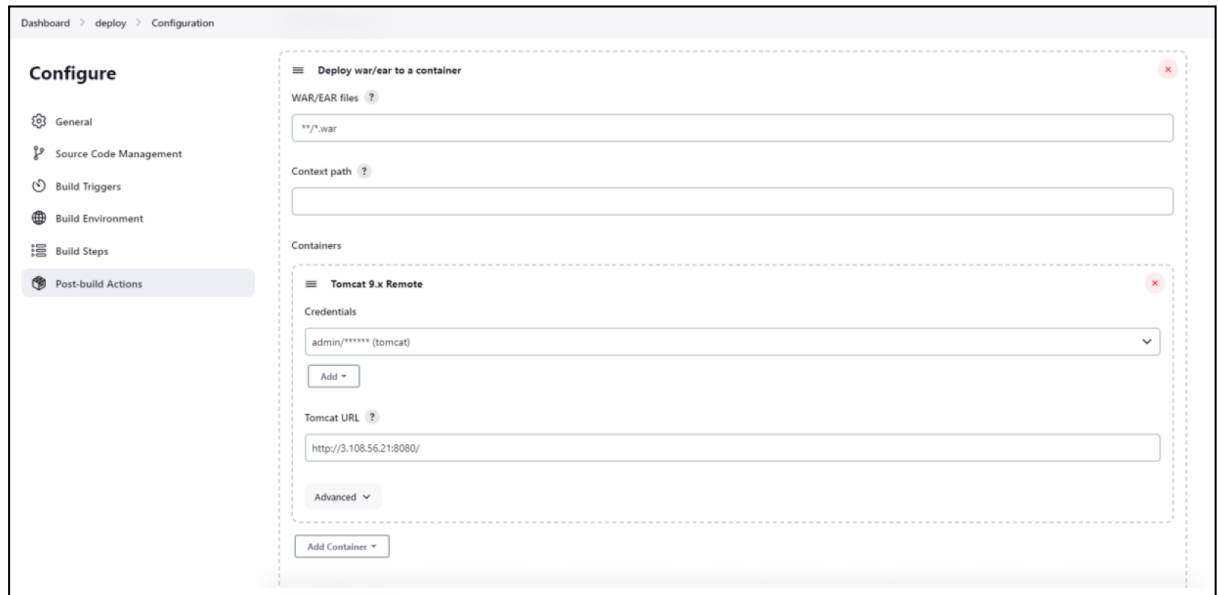 Dashboard > deploy > Configuration
Configure
General
Source Code Management
Build Triggers
Build Environment
Build Steps
Post-build Actions
Deploy war/ear to a container
WAR/EAR files ?
**/*.war
Context path ?
Containers
Tomcat 9.x Remote
Credentials
admin/****** (tomcat)
Add
Tomcat URL ?
http://3.108.56.21:8080/
Advanced
Add Container